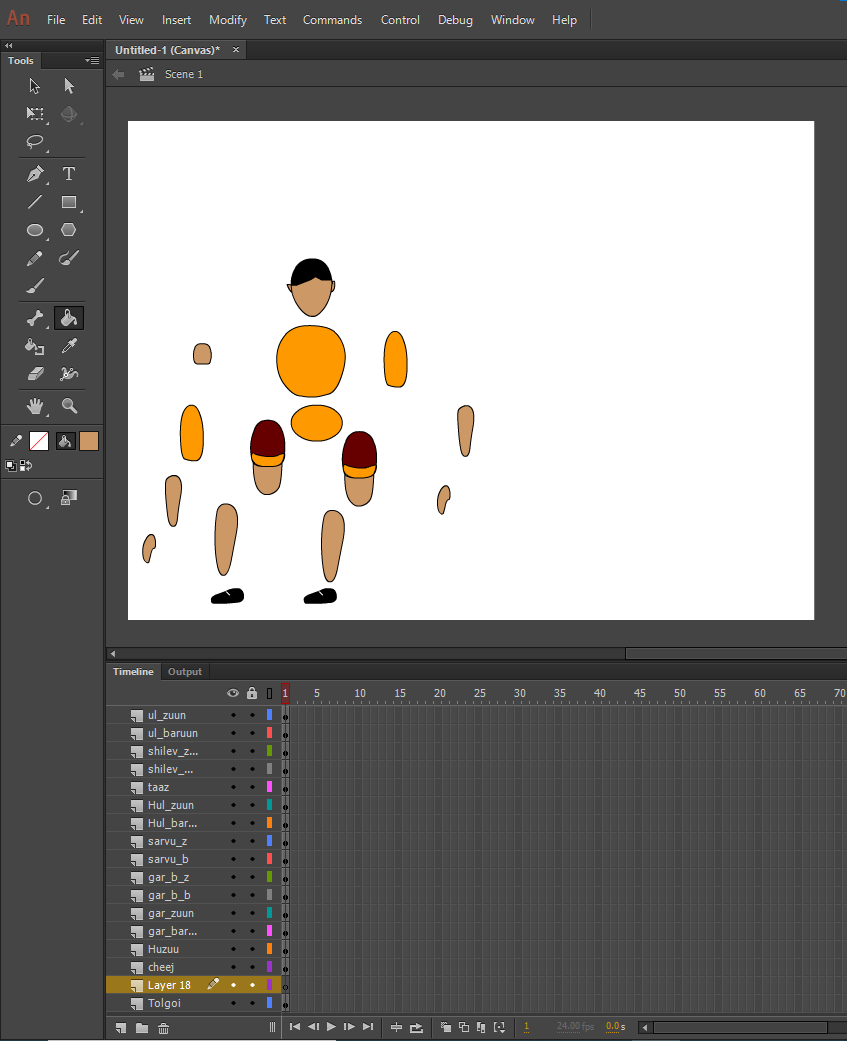 An File Edit View Insert Modify Text Commands Control Debug Window Help
Untitled-1 (Canvas)* ×
Tools
Scene 1
T
Timeline Output
1 5 10 15 20 25 30 35 40 45 50 55 60 65 70
ul_zuun
ul_baruun
shilev_z...
shilev_...
taaz
Hul_zuun
Hul_bar...
sarvu_z
sarvu_b
gar_b_z
gar_b_b
gar_zuun
gar_bar...
Huzuu
cheej
Layer 18
Tolgoi
1 24.00 fps 0.0 s